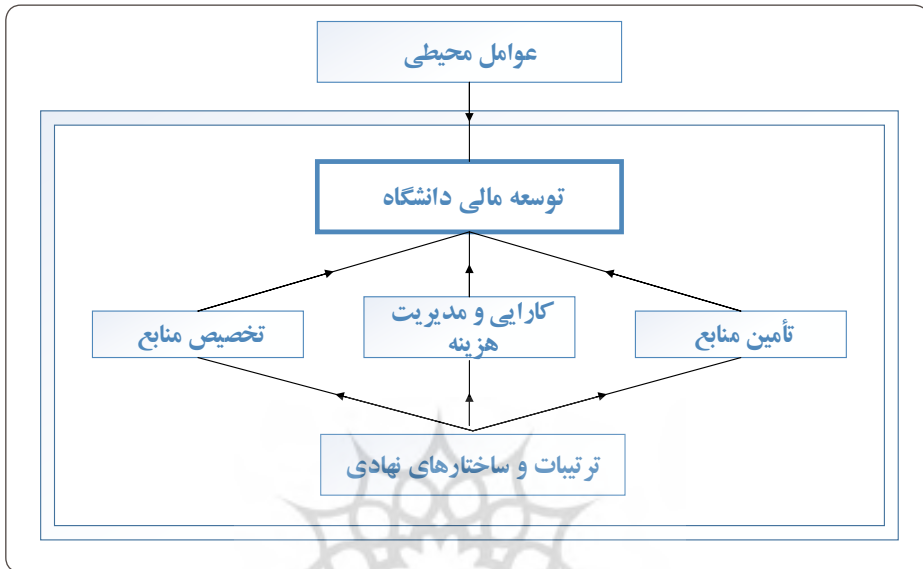 عوامل محیطی
توسعه مالی دانشگاه
تأمین منابع
کارایی و مدیریت
هزینه
تخصیص منابع
ترتیبات و ساختارهای نهادی